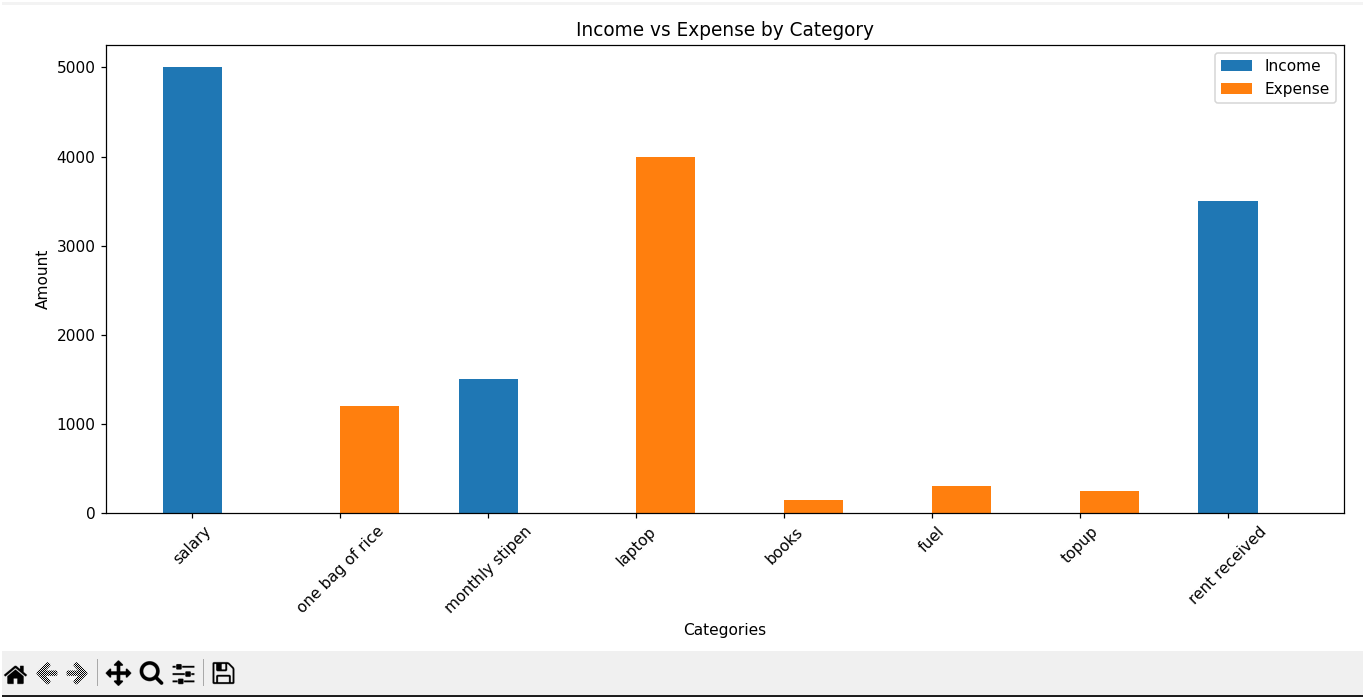 Income vs Expense by Category
Income
Expense
5000
4000
3000
2000
1000
0
Amount
salary
one bag of rice
monthly stipen
laptop
books
fuel
topup
rent received
Categories